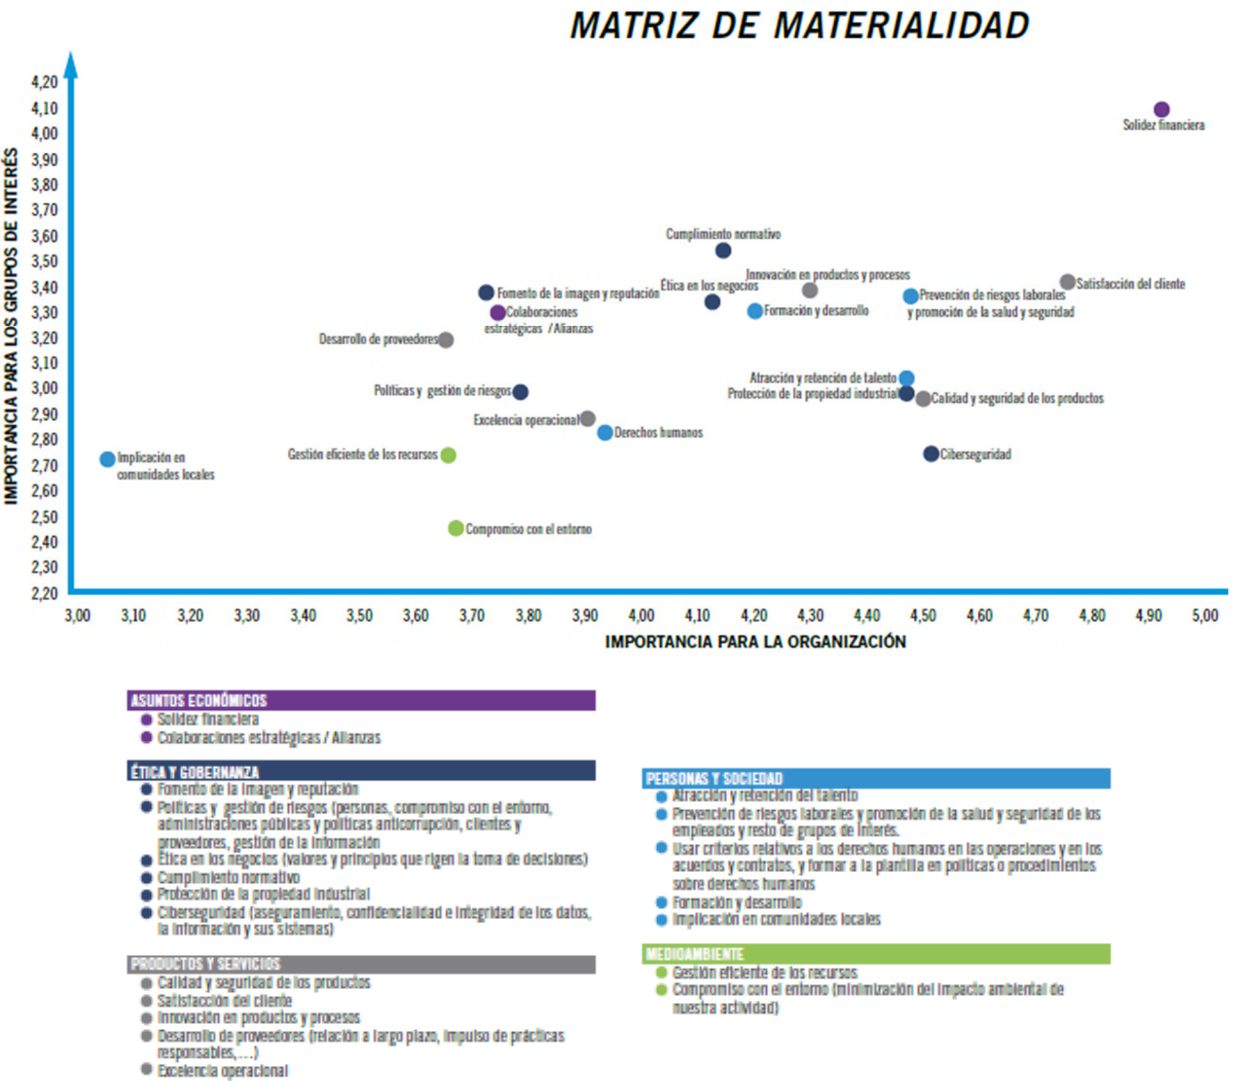 MATRIZ DE MATERIALIDAD
IMPORTANCIA PARA LOS GRUPOS DE INTERÉS
4,20
4,10
4,00
3,90
3,80
3,70
3,60
3,50
3,40
3,30
3,20
3,10
3,00
2,90
2,80
2,70
2,60
2,50
2,40
2,30
2,20
Solidez financiera
Cumplimiento normativo
Innovación en productos y procesos
Ética en los negocios
Satisfacción del cliente
Fomento de la imagen y reputación
Prevención de riesgos laborales
y promoción de la salud y seguridad
Colaboraciones
estratégicas /Alianzas
Formación y desarrollo
Desarrollo de proveedores
Atracción y retención de talento
Políticas y gestión de riesgos
Protección de la propiedad industrial
Calidad y seguridad de los productos
Excelencia operacional
Derechos humanos
Gestión eficiente de los recursos
Ciberseguridad
Implicación en
comunidades locales
Compromiso con el entorno
3,00 3,10 3,20 3,30 3,40 3,50 3,60 3,70 3,80 3,90 4,00 4,10 4,20 4,30 4,40 4,50 4,60 4,70 4,80 4,90 5,00
IMPORTANCIA PARA LA ORGANIZACIÓN
ASUNTOS ECONÓMICOS
Solidez financiera
Colaboraciones estratégicas / Alianzas
ÉTICA Y GOBERNANZA
Fomento de la imagen y reputación
Políticas y gestión de riesgos (personas, compromiso con el entorno,
administraciones públicas y políticas anticorrupción, clientes y
proveedores, gestión de la información
Ética en los negocios (valores y principios que rigen la toma de decisiones)
Cumplimiento normativo
Protección de la propiedad industrial
Ciberseguridad (aseguramiento, confidencialidad e integridad de los datos,
la información y sus sistemas)
PRODUCTOS Y SERVICIOS
Calidad y seguridad de los productos
Satisfacción del cliente
Innovación en productos y procesos
Desarrollo de proveedores (relación a largo plazo, impulso de prácticas
responsables,...)
Excelencia operacional
PERSONAS Y SOCIEDAD
Atracción y retención del talento
Prevención de riesgos laborales y promoción de la salud y seguridad de los
empleados y resto de grupos de interés.
Usar criterios relativos a los derechos humanos en las operaciones y en los
acuerdos y contratos, y formar a la plantilla en políticas o procedimientos
sobre derechos humanos
Formación y desarrollo
Implicación en comunidades locales
MEDIOAMBIENTE
Gestión eficiente de los recursos
Compromiso con el entorno (minimización del impacto ambiental de
nuestra actividad)